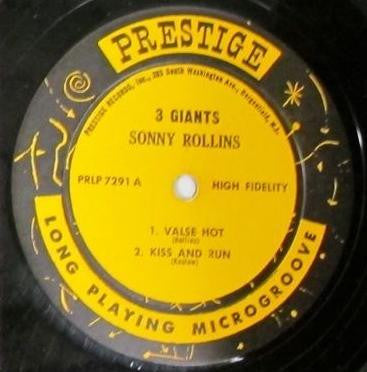 PRESTIGE
PRESTIGE RECORDS, Inc., 203 South Washington Ave., Bergenfield, N.J.
3 GIANTS
SONNY ROLLINS
PRLP 7291 A HIGH FIDELITY
1. VALSE HOT
(Rollins)
2. KISS AND RUN
(Koslow)
LONG PLAYING MICROGROOVE